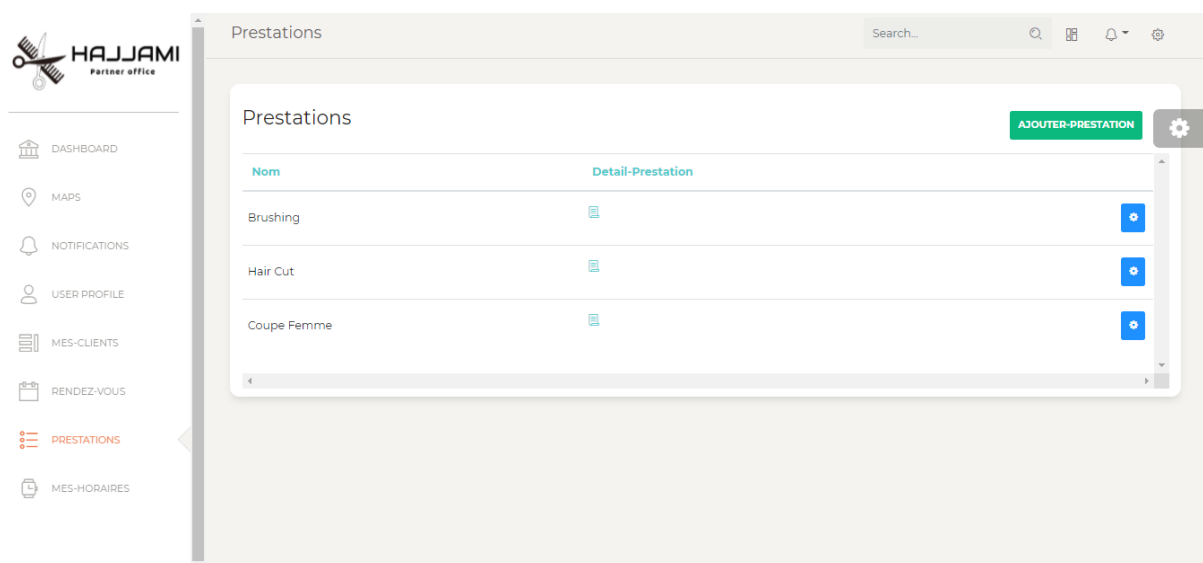 HAJJAMI
Partner office
DASHBOARD
MAPS
NOTIFICATIONS
USER PROFILE
MES-CLIENTS
RENDEZ-VOUS
PRESTATIONS
MES-HORAIRES
Prestations
Search...
Prestations
AJOUTER-PRESTATION
Nom Detail-Prestation
Brushing
Hair Cut
Coupe Femme